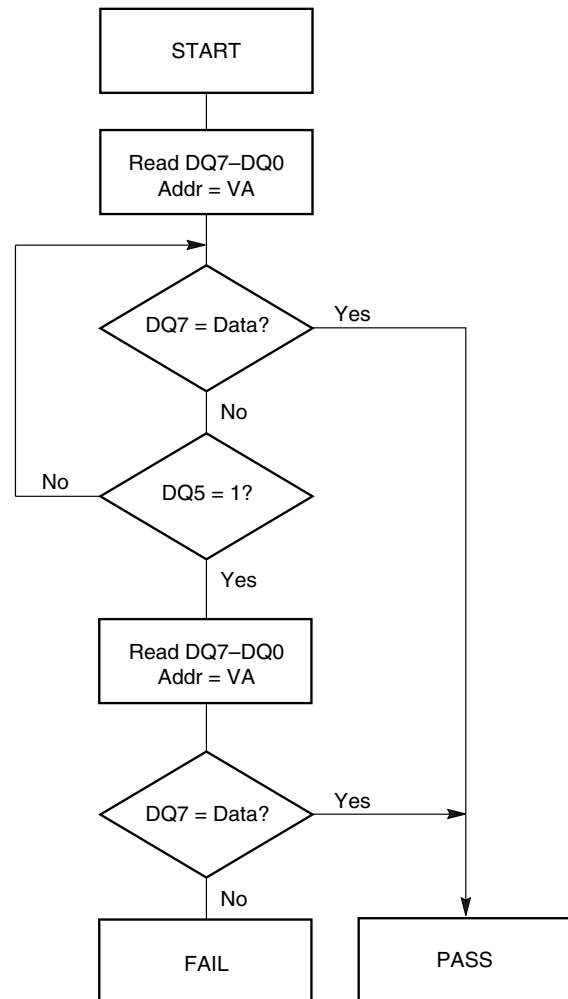 START
Read DQ7–DQ0
Addr = VA
DQ7 = Data?
Yes
No
No
DQ5 = 1?
Yes
Read DQ7–DQ0
Addr = VA
DQ7 = Data?
Yes
No
FAIL
PASS